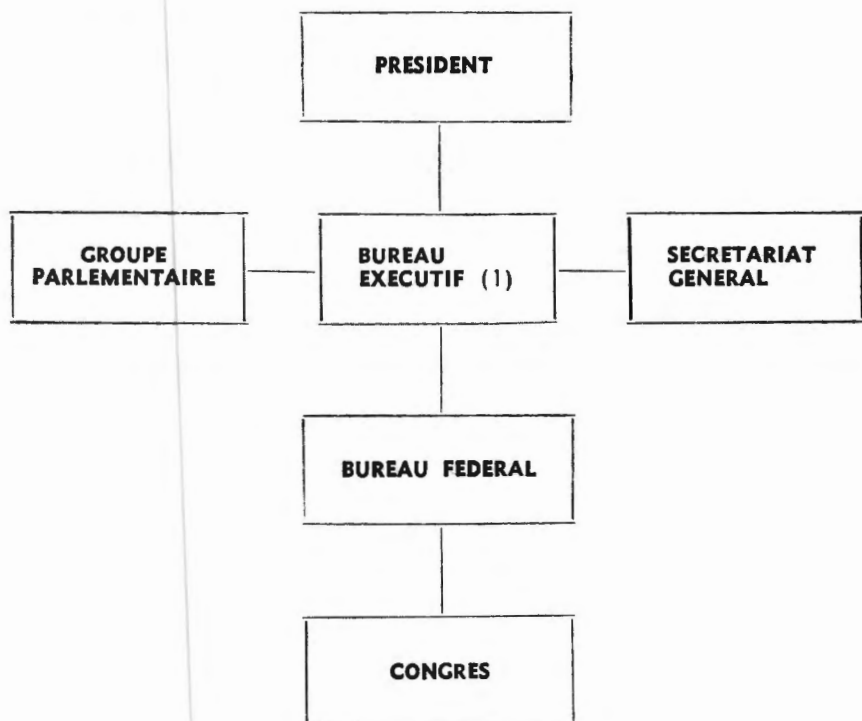 PRESIDENT
GROUPE
PARLEMENTAIRE
BUREAU
EXECUTIF (1)
SECRETARIAT
GENERAL
BUREAU FEDERAL
CONGRES